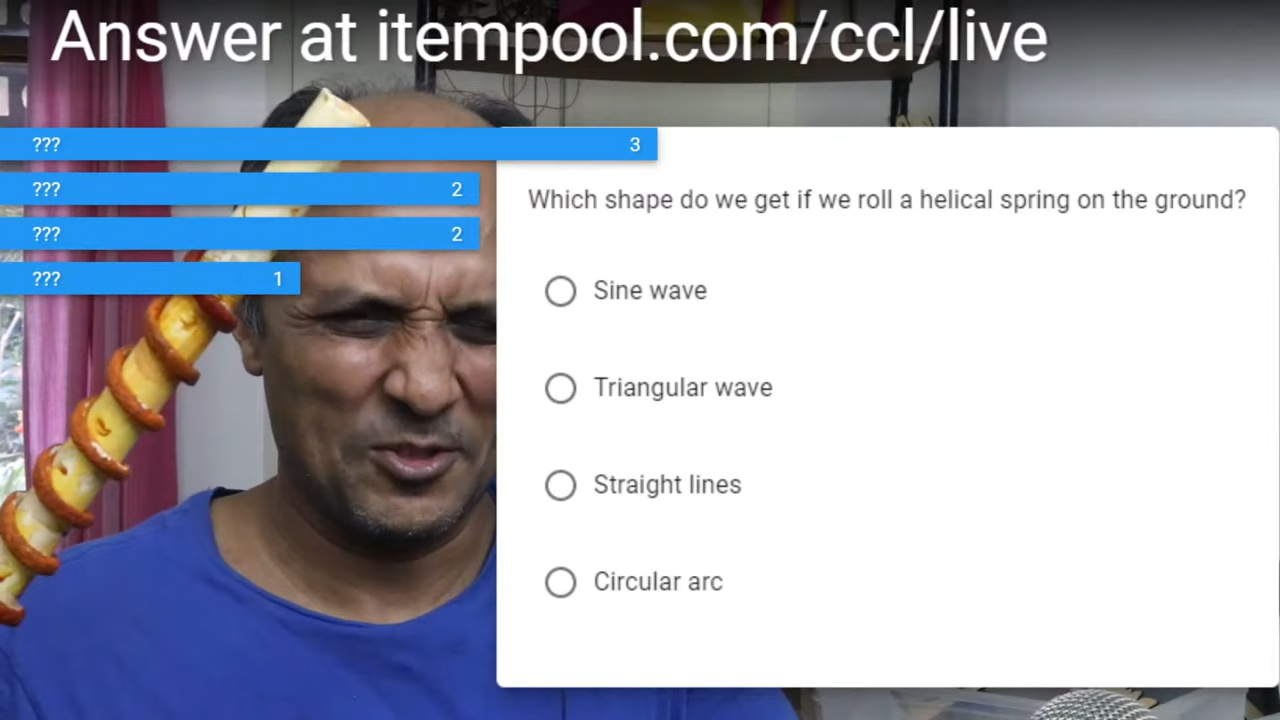 Answer at itempool.com/ccl/live
??? 3
??? 2
??? 2
??? 1
Which shape do we get if we roll a helical spring on the ground?
Sine wave
Triangular wave
Straight lines
Circular arc